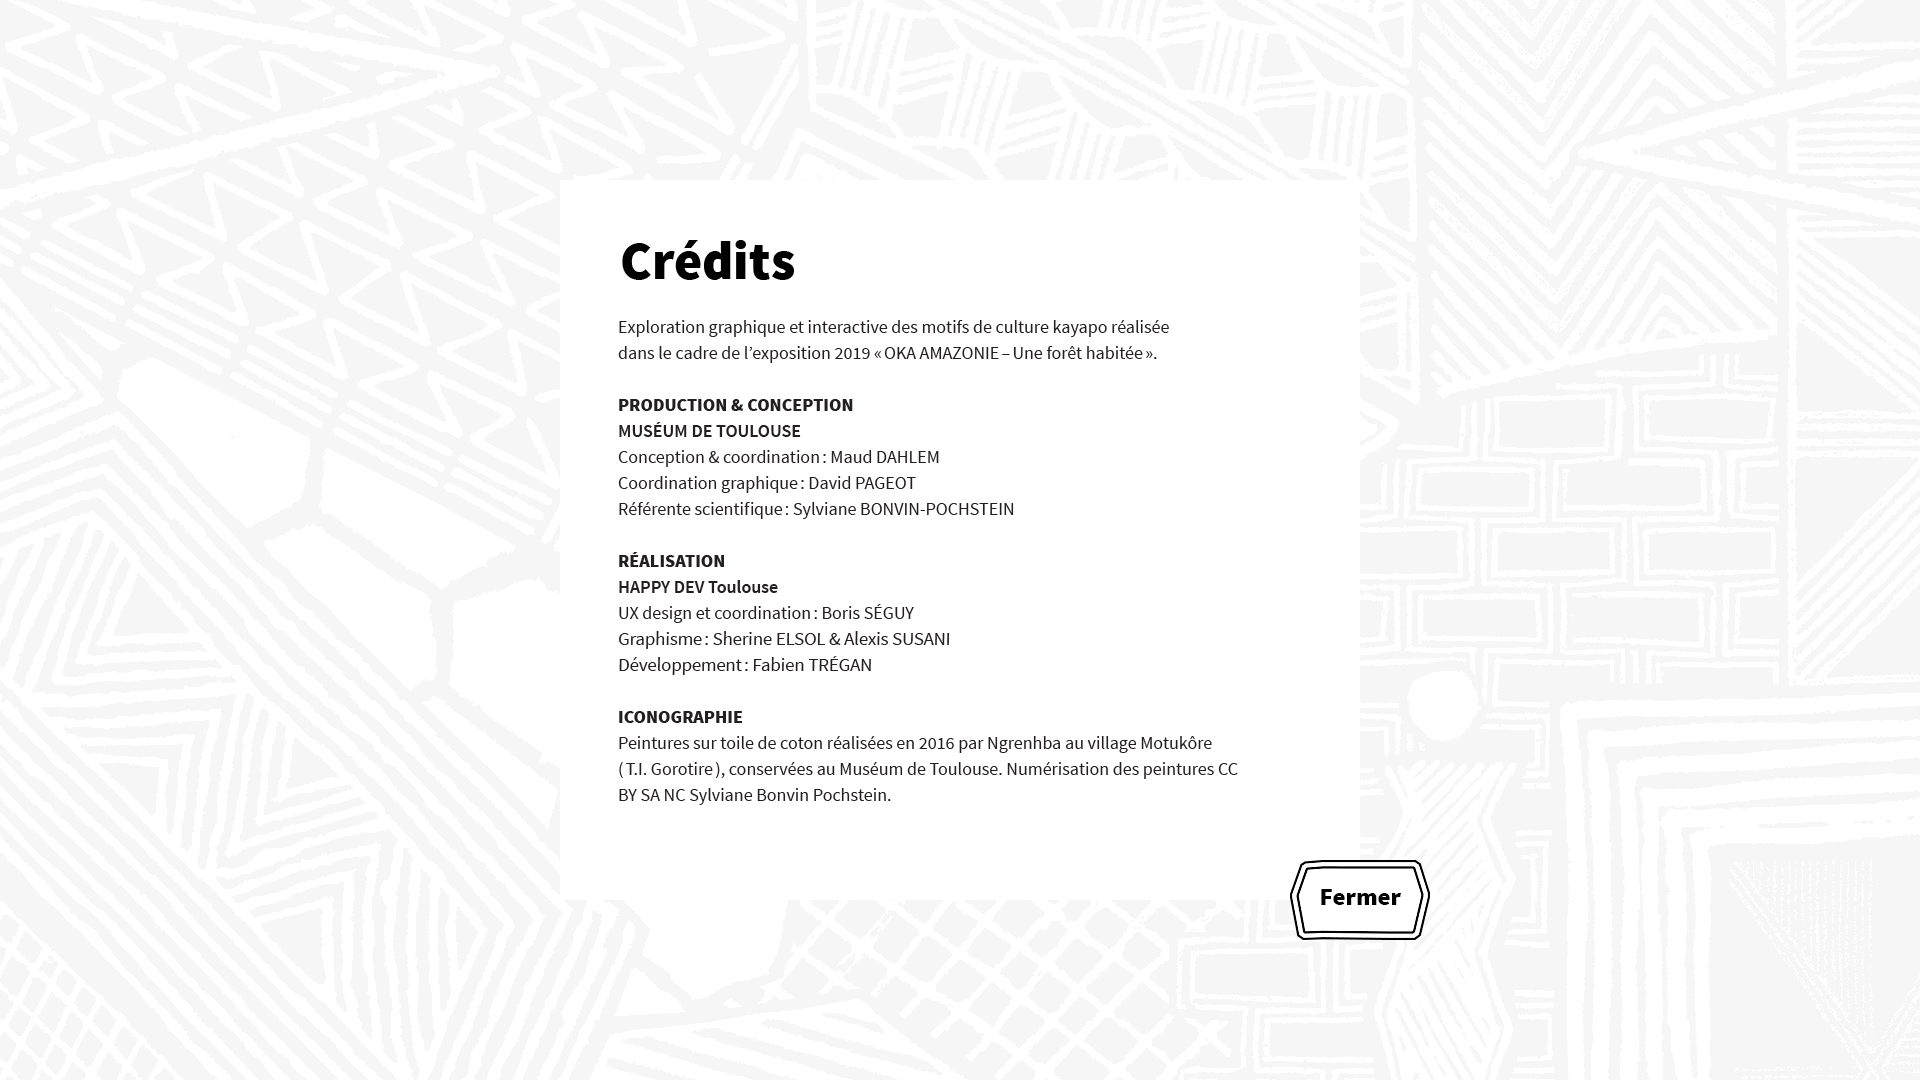 Crédits
Exploration graphique et interactive des motifs de culture kayapo réalisée
dans le cadre de l’exposition 2019 « OKA AMAZONIE – Une forêt habitée ».
PRODUCTION & CONCEPTION
MUSÉUM DE TOULOUSE
Conception & coordination : Maud DAHLEM
Coordination graphique : David PAGEOT
Référente scientifique : Sylviane BONVIN-POCHSTEIN
RÉALISATION
HAPPY DEV Toulouse
UX design et coordination : Boris SÉGUY
Graphisme : Sherine ELSOL & Alexis SUSANI
Développement : Fabien TRÉGAN
ICONOGRAPHIE
Peintures sur toile de coton réalisées en 2016 par Ngrenhba au village Motukôre
( T.I. Gorotire ), conservées au Muséum de Toulouse. Numérisation des peintures CC
BY SA NC Sylviane Bonvin Pochstein.
Fermer